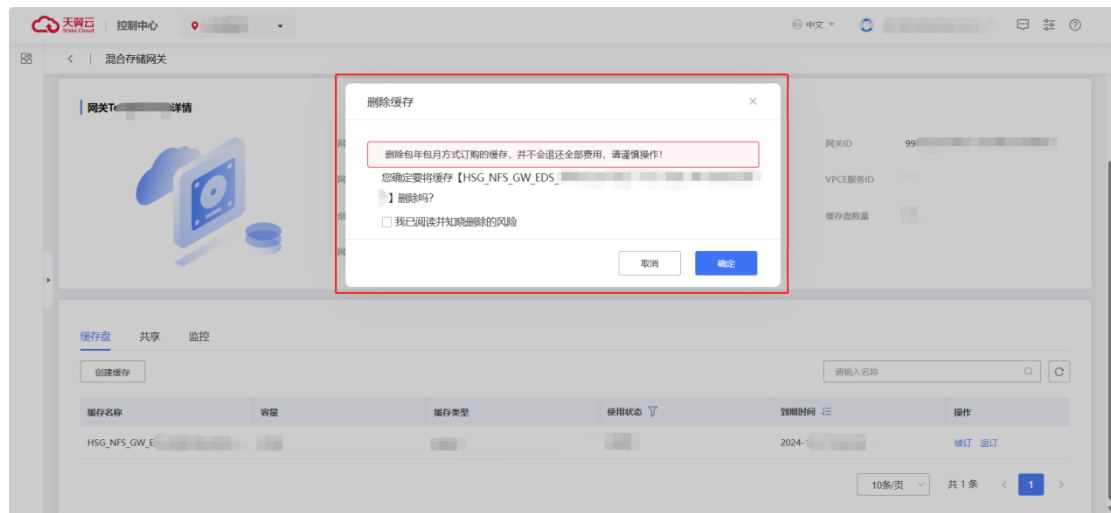 天翼云
State Cloud
控制中心
中文
混合存储网关
网关Te 详情
删除缓存
删除包年包月方式订购的缓存，并不会退还全部费用，请谨慎操作！
您确定要将缓存【HSG_NFS_GW_EDS_
】删除吗?
我已阅读并知晓删除的风险
取消 确定
网
网
创
网
网关ID 99
VPCE服务ID
缓存盘数量
缓存盘 共享 监控
创建缓存 请输入名称
缓存名称 容量 缓存类型 使用状态 到期时间 操作
HSG_NFS_GW_E 2024- 续订 退订
10条/页 共 1 条 1